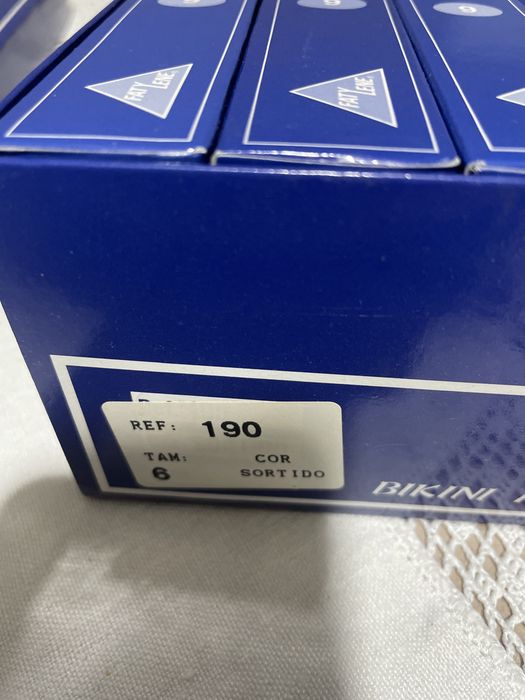 FATY LENE
FATY LENE
REF: 190
TAM: COR
6 SORTIDO
BIKINI